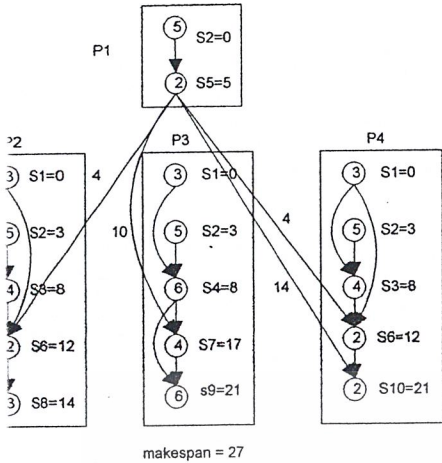 5 S2=0
P1
2 S5=5
P2 P3 P4
3 S1=0 4 3 S1=0 3 S1=0
5 S2=3 10 5 S2=3 4 5 S2=3
4 S3=8 6 S4=8 14 4 S3=8
2 S6=12 4 S7=17 2 S6=12
3 S8=14 6 s9=21 2 S10=21
makespan = 27